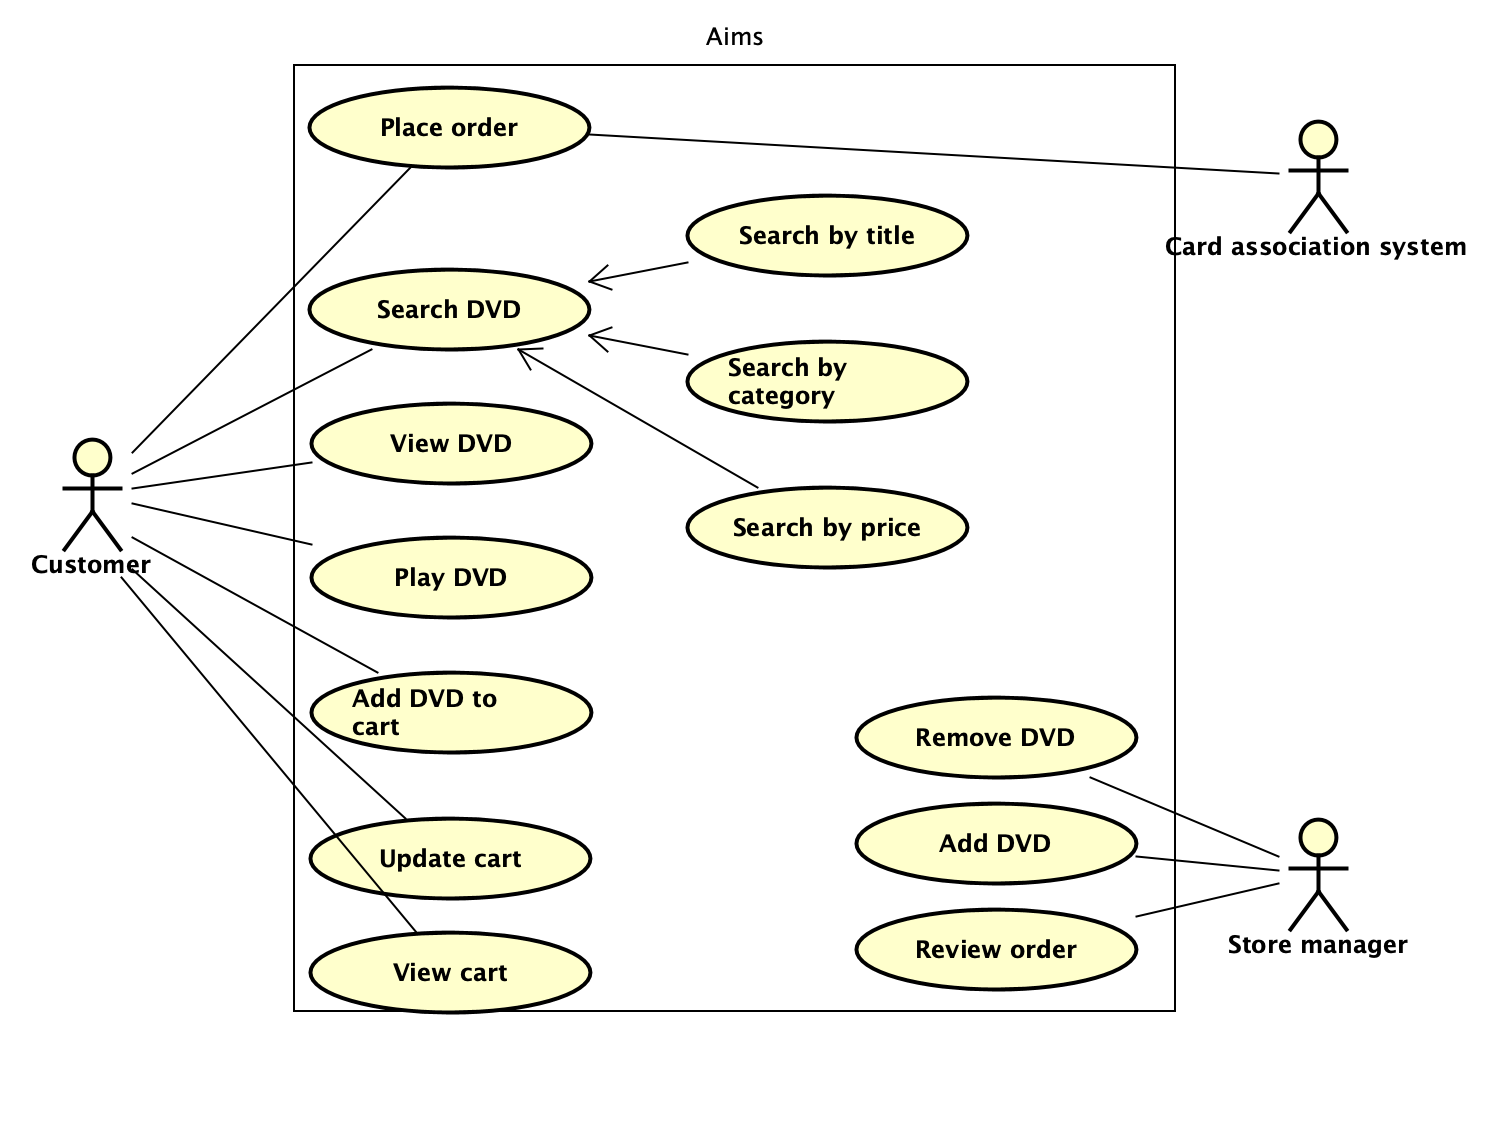 Aims
Place order
Search by title
Card association system
Search DVD
Search by
category
View DVD
Search by price
Customer
Play DVD
Add DVD to
cart
Remove DVD
Add DVD
Update cart
Store manager
Review order
View cart